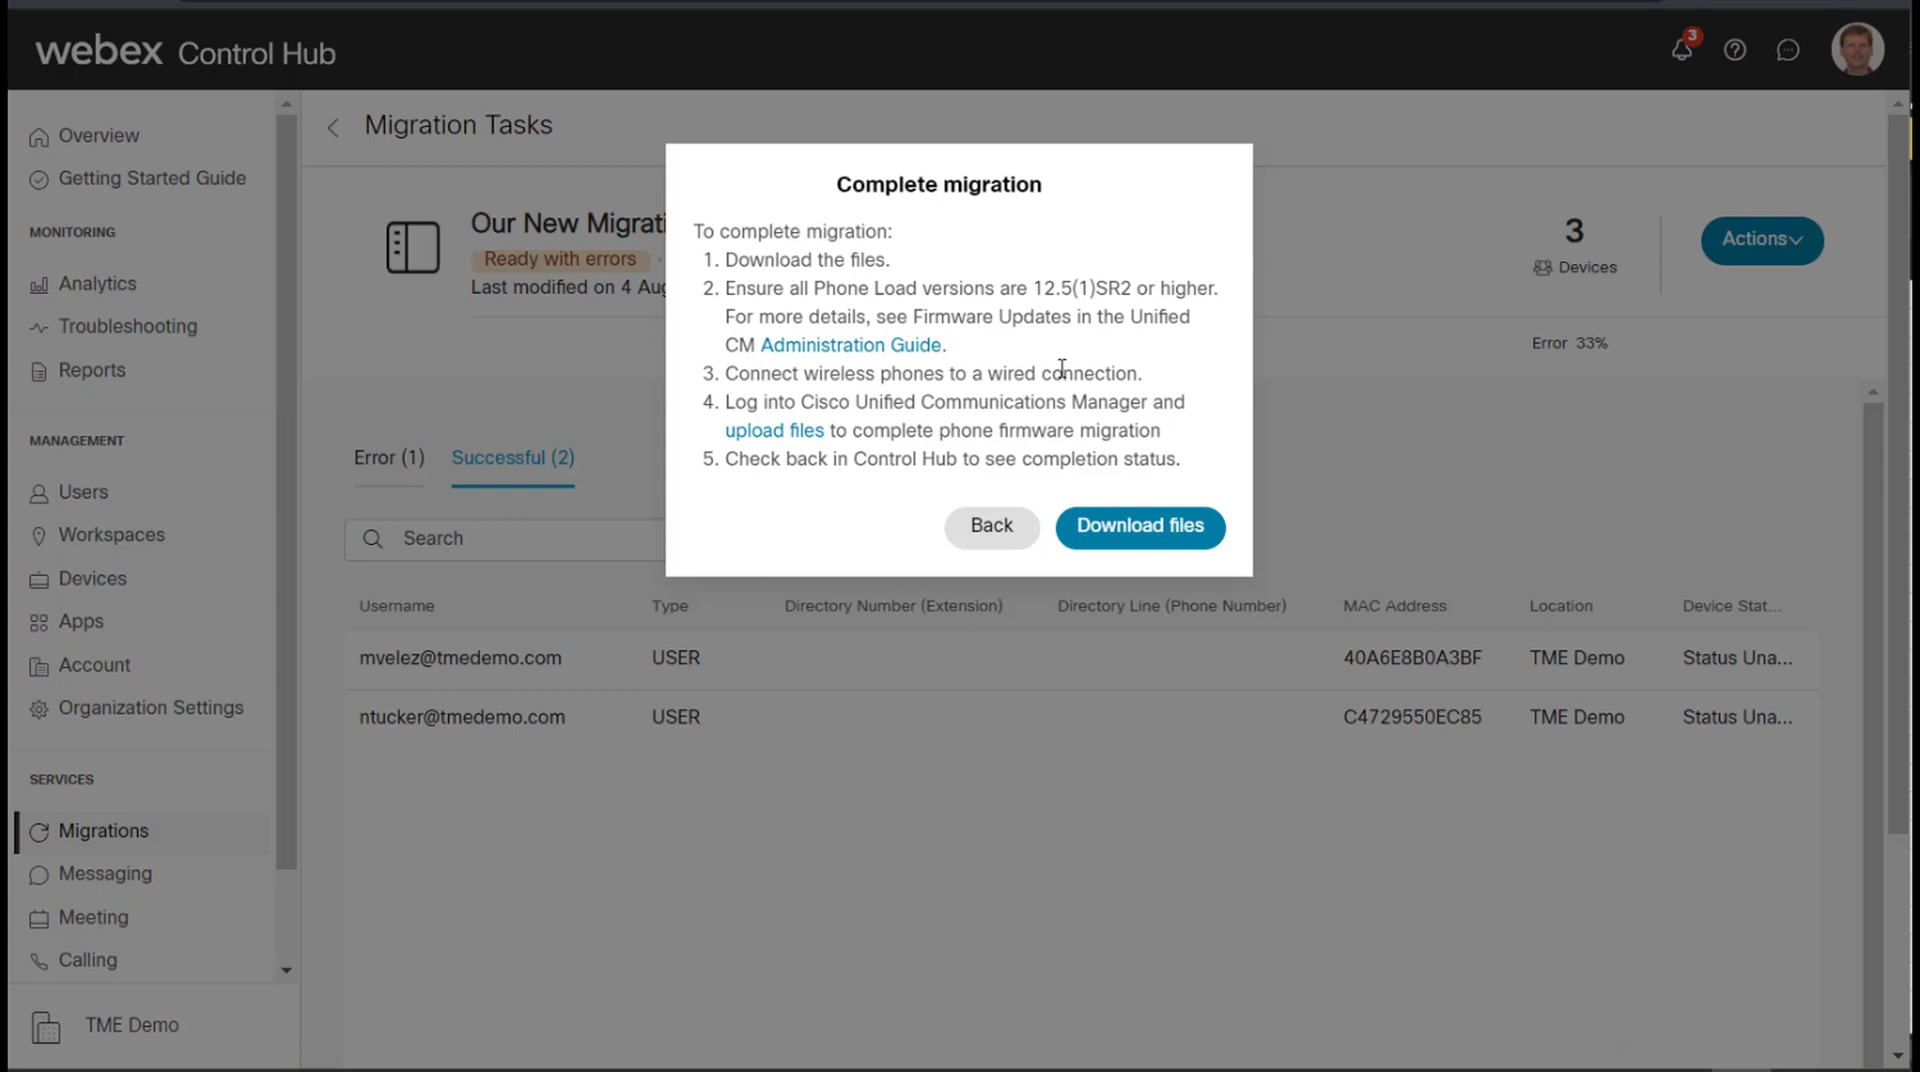 webex Control Hub
3
Overview
Getting Started Guide
MONITORING
Analytics
Troubleshooting
Reports
MANAGEMENT
Users
Workspaces
Devices
Apps
Account
Organization Settings
SERVICES
Migrations
Messaging
Meeting
Calling
TME Demo
Migration Tasks
Our New Migrati
Ready with errors
Last modified on 4 Aug
3
Devices
Actions
Error 33%
Complete migration
To complete migration:
1. Download the files.
2. Ensure all Phone Load versions are 12.5(1)SR2 or higher.
For more details, see Firmware Updates in the Unified
CM Administration Guide.
3. Connect wireless phones to a wired connection.
4. Log into Cisco Unified Communications Manager and
upload files to complete phone firmware migration
5. Check back in Control Hub to see completion status.
Back Download files
Error (1) Successful (2)
Search
Username Type Directory Number (Extension) Directory Line (Phone Number) MAC Address Location Device Stat...
mvelez@tmedemo.com USER 40A6E8B0A3BF TME Demo Status Una...
ntucker@tmedemo.com USER C4729550EC85 TME Demo Status Una...